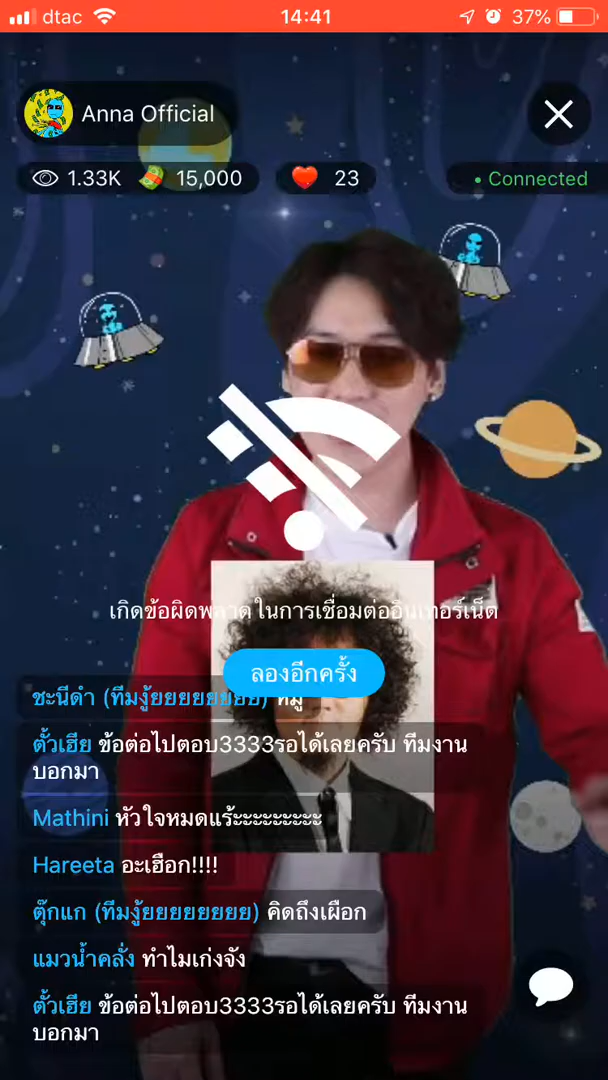 dtac 14:41 37%
Anna Official
1.33K 15,000 23 • Connected
เกิดข้อผิดพลาดในการเชื่อมต่ออินเทอร์เน็ต
ลองอีกครั้ง
ชะนีดำ (ทีมงู้ยยยยยยยย) ทีมู
ตั้วเฮีย ข้อต่อไปตอบ3333รอได้เลยครับ ทีมงาน
บอกมา
Mathini หัวใจหมดแร้ะะะะะะะะะ
Hareeta อะเฮือก!!!!
ตุ๊กแก (ทีมงู้ยยยยยยยย) คิดถึงเผือก
แมวน้ำคลั่ง ทำไมเก่งจัง
ตั้วเฮีย ข้อต่อไปตอบ3333รอได้เลยครับ ทีมงาน
บอกมา